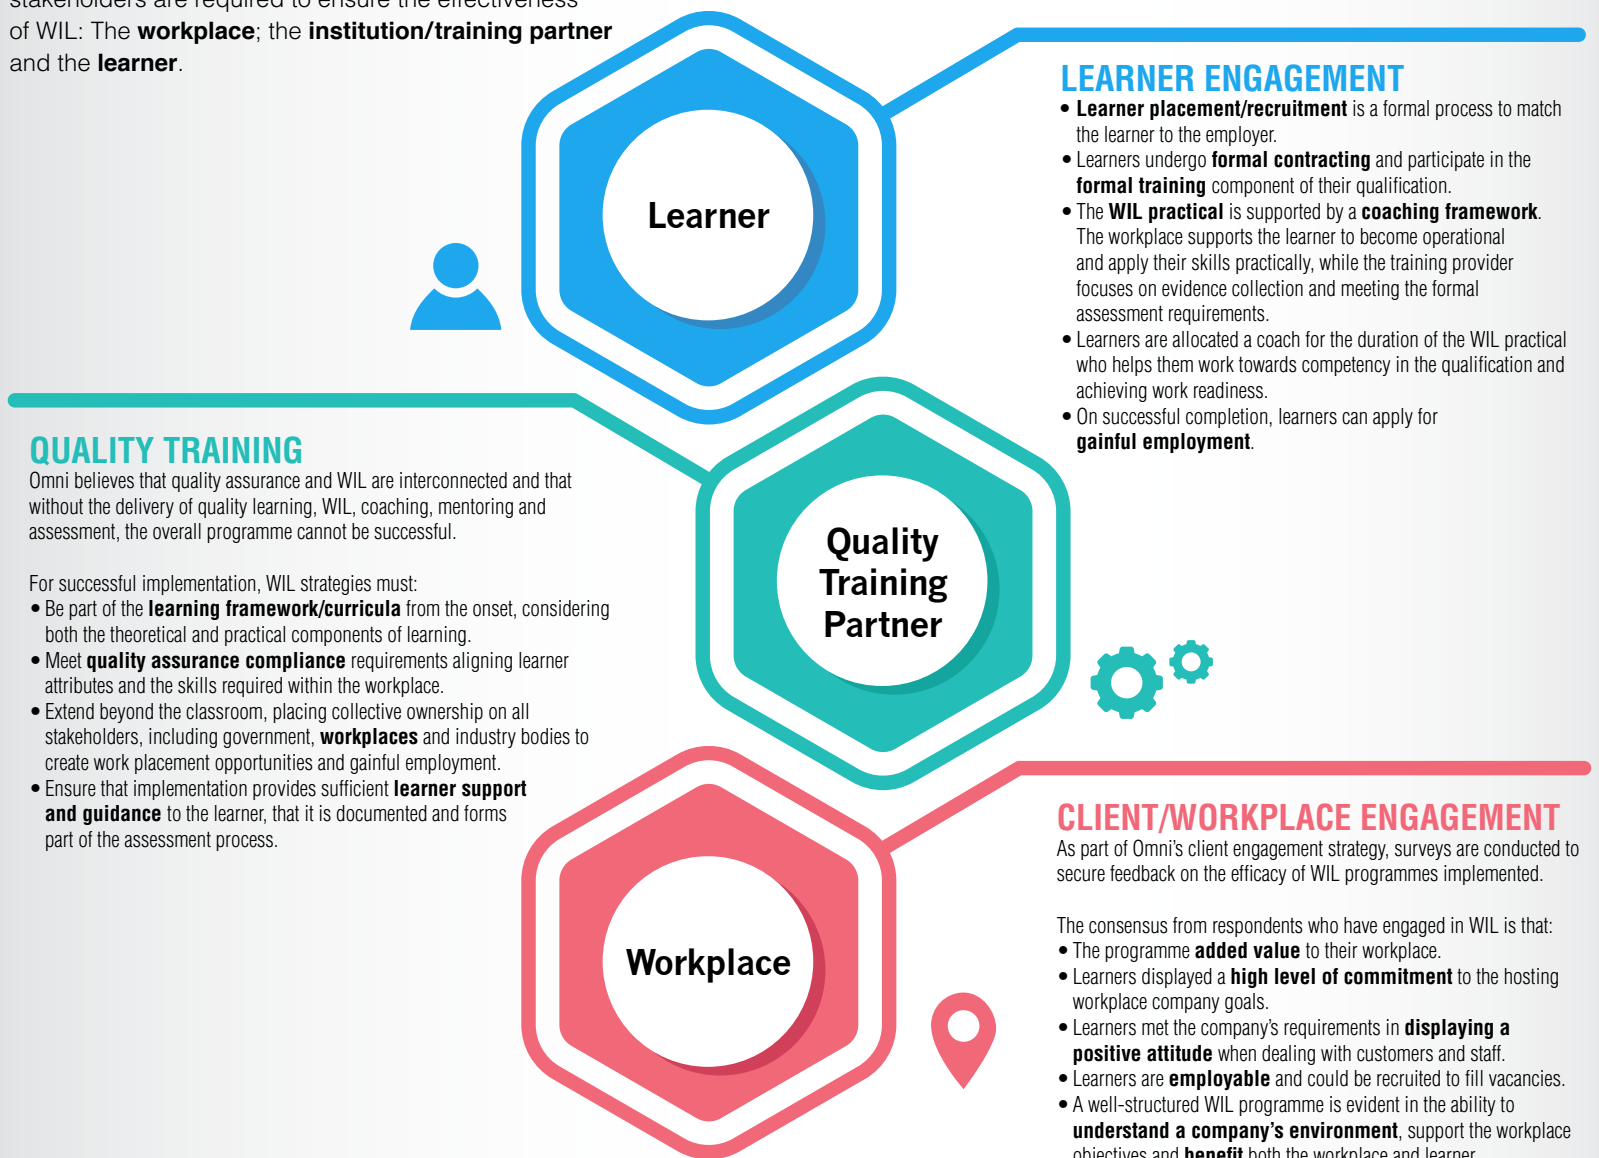 stakeholders are required to ensure the effectiveness
of WIL: The workplace; the institution/training partner
and the learner.
Learner
LEARNER ENGAGEMENT
• Learner placement/recruitment is a formal process to match
the learner to the employer.
• Learners undergo formal contracting and participate in the
formal training component of their qualification.
• The WIL practical is supported by a coaching framework.
The workplace supports the learner to become operational
and apply their skills practically, while the training provider
focuses on evidence collection and meeting the formal
assessment requirements.
• Learners are allocated a coach for the duration of the WIL practical
who helps them work towards competency in the qualification and
achieving work readiness.
• On successful completion, learners can apply for
gainful employment.
QUALITY TRAINING
Omni believes that quality assurance and WIL are interconnected and that
without the delivery of quality learning, WIL, coaching, mentoring and
assessment, the overall programme cannot be successful.
For successful implementation, WIL strategies must:
• Be part of the learning framework/curricula from the onset, considering
both the theoretical and practical components of learning.
• Meet quality assurance compliance requirements aligning learner
attributes and the skills required within the workplace.
• Extend beyond the classroom, placing collective ownership on all
stakeholders, including government, workplaces and industry bodies to
create work placement opportunities and gainful employment.
• Ensure that implementation provides sufficient learner support
and guidance to the learner, that it is documented and forms
part of the assessment process.
Quality
Training
Partner
Workplace
CLIENT/WORKPLACE ENGAGEMENT
As part of Omni's client engagement strategy, surveys are conducted to
secure feedback on the efficacy of WIL programmes implemented.
The consensus from respondents who have engaged in WIL is that:
• The programme added value to their workplace.
• Learners displayed a high level of commitment to the hosting
workplace company goals.
• Learners met the company's requirements in displaying a
positive attitude when dealing with customers and staff.
• Learners are employable and could be recruited to fill vacancies.
• A well-structured WIL programme is evident in the ability to
understand a company's environment, support the workplace
objectives and benefit both the workplace and learner